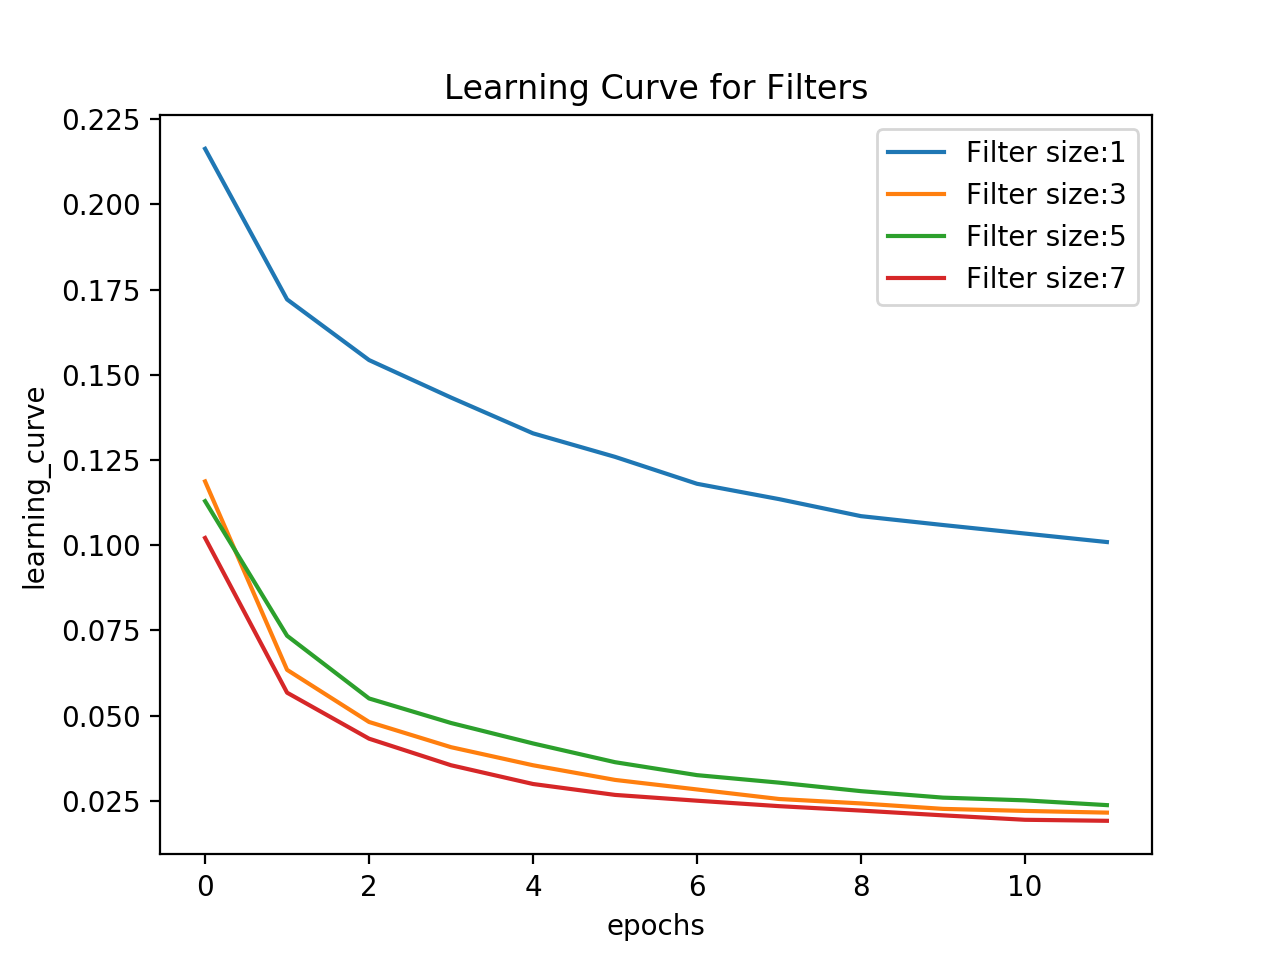 Learning Curve for Filters
0.225
0.200
0.175
0.150
0.125
0.100
0.075
0.050
0.025
learning_curve
Filter size:1
Filter size:3
Filter size:5
Filter size:7
0 2 4 6 8 10
epochs